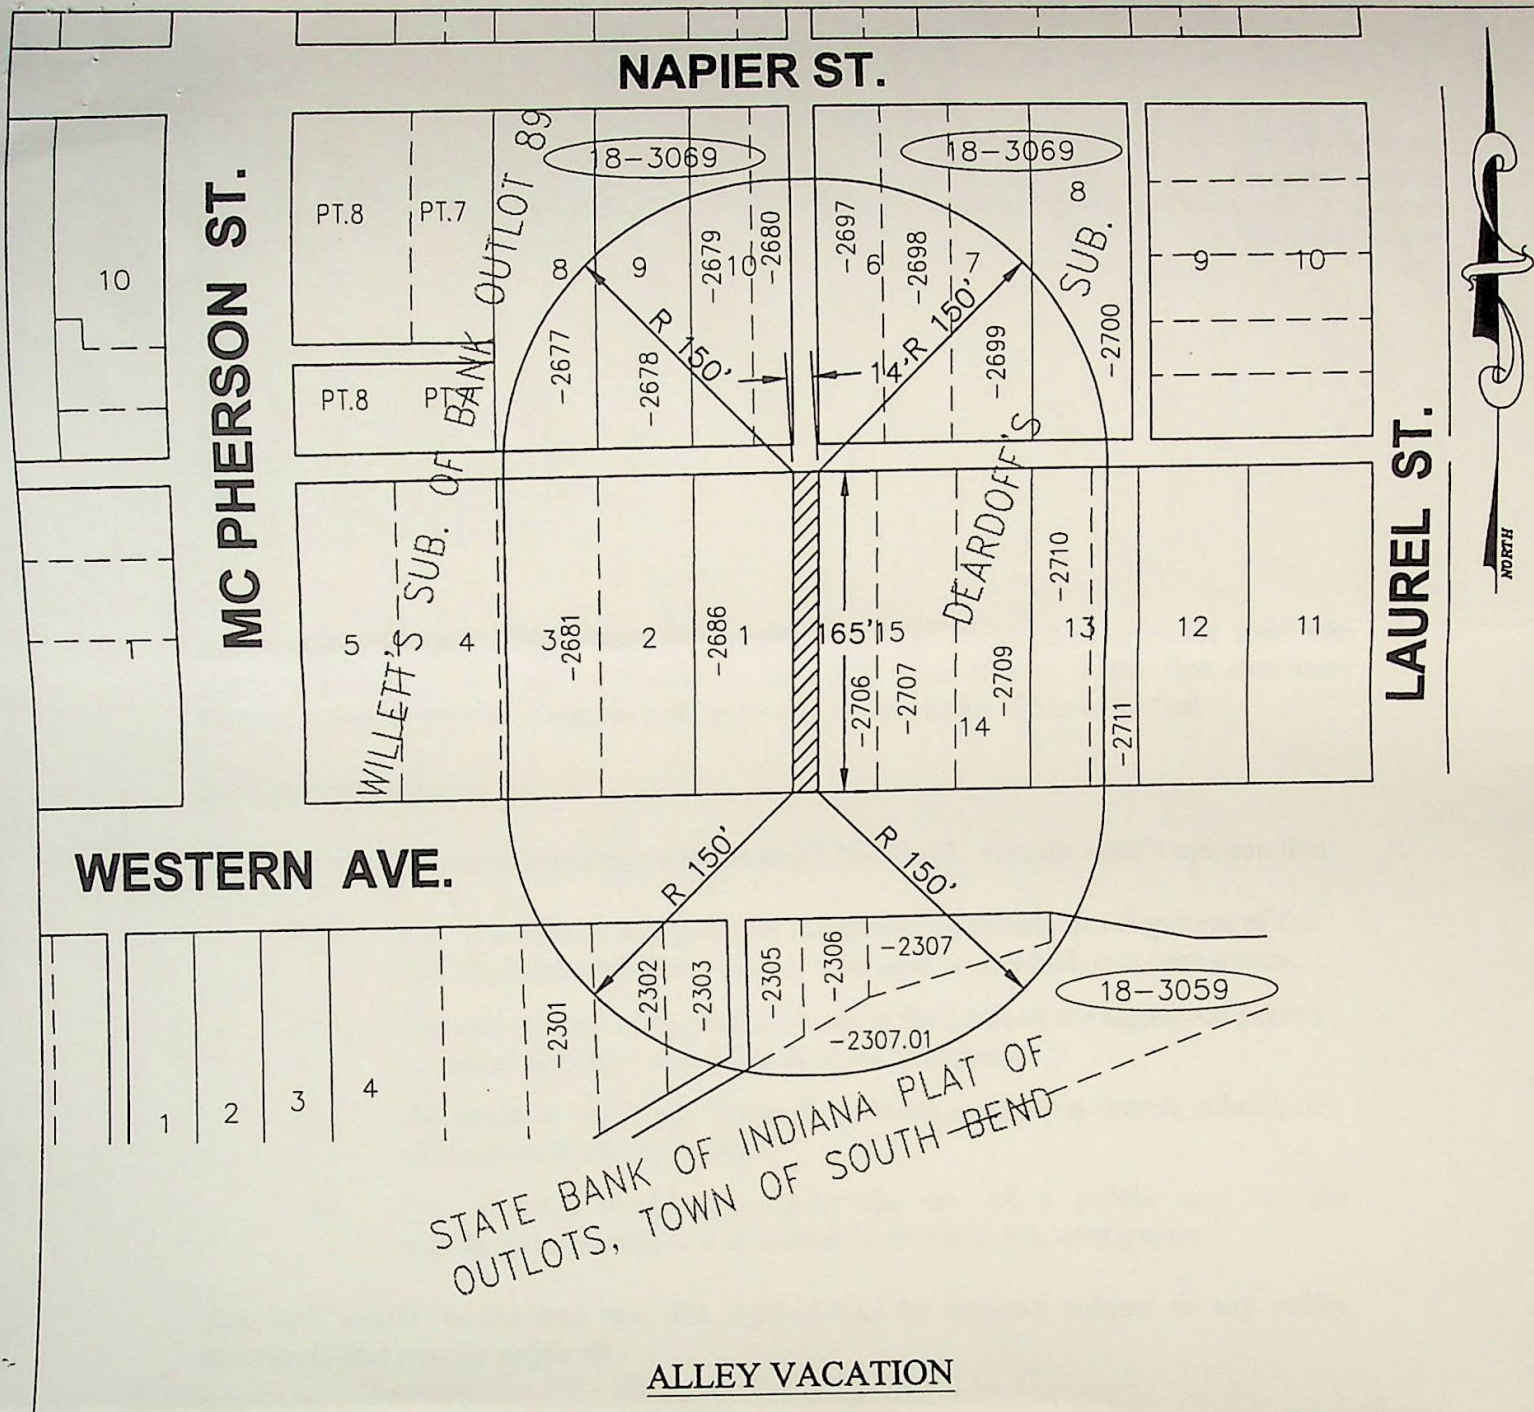 NAPIER ST.
18-3069
18-3069
PT.8
PT.7
8
10
8
9
-2679
10
-2680
-2697
6
-2698
7
9
10
-2677
-2678
R 150'
14'
R 150'
-2699
-2700
PT.8
PT.7
MC PHERSON ST.
WILLETT'S SUB. OF BANK OUTLOT 89
DEARDOFF'S SUB.
LAUREL ST.
NORTH
1
5
4
3
-2681
2
-2686
1
165'
15
-2706
-2707
14
-2709
-2710
13
-2711
12
11
WESTERN AVE.
R 150'
R 150'
1
2
3
4
-2301
-2302
-2303
-2305
-2306
-2307
-2307.01
18-3059
STATE BANK OF INDIANA PLAT OF
OUTLOTS, TOWN OF SOUTH BEND
ALLEY VACATION